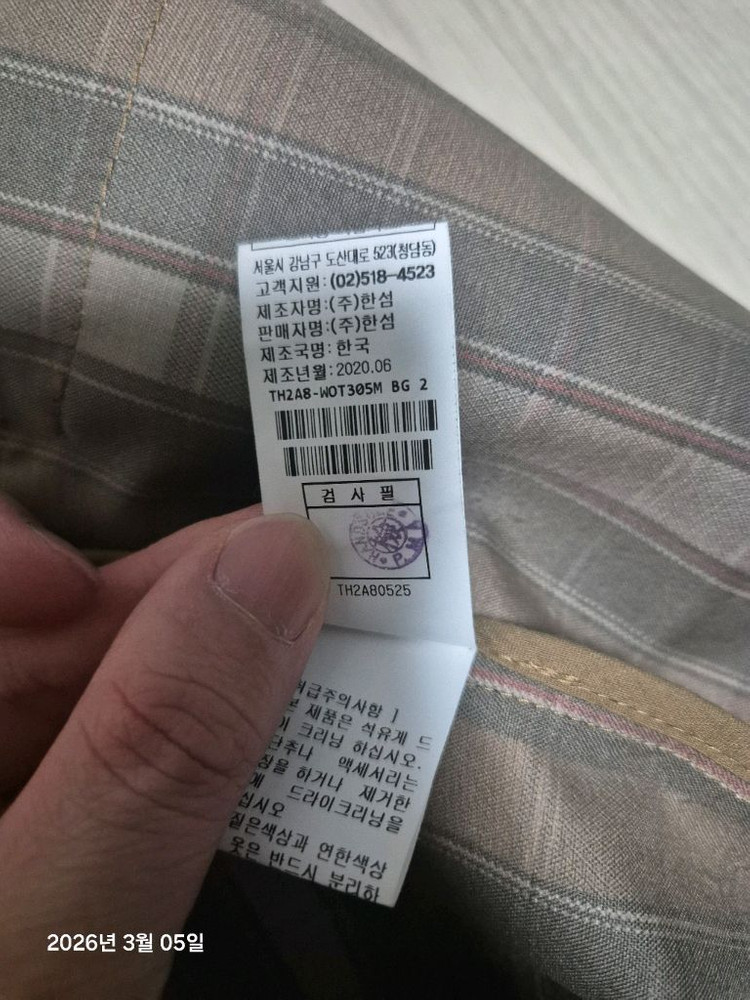 서울시 강남구 도산대로 523(청담동)
고객지원:(02)518-4523
제조자명:(주)한섬
판매자명:(주)한섬
제조국명: 한국
제조년월:2020.06
TH2A8-WOT305M BG 2
검 사 필
TH2A80525
급주의사항 ]
제품은 석유계 드
크리닝 하십시오.
단추나 액세서리는
하거나 제거한
드라이크리닝을
십시오
짙은색상과 연한색상
옷은 반드시 분리하
2026년 3월 05일